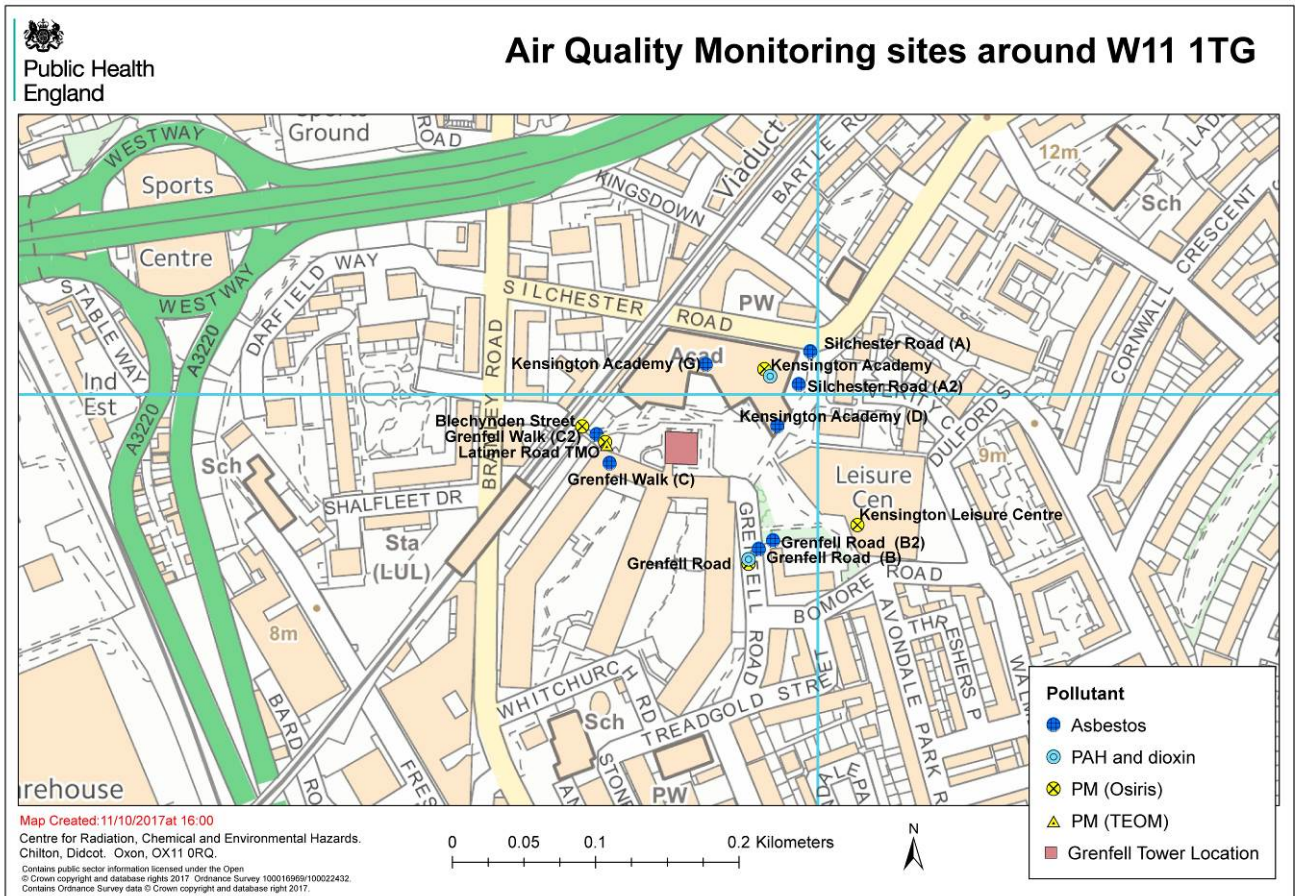 Public Health
England
Air Quality Monitoring sites around W11 1TG
WESTWAY
Sports
Ground
ROAD
Sports
Centre
WESTWAY
STABLE WAY
A3220
A3220
Ind
Est
DARFIELD WAY
BRAMLEY ROAD
SILCHESTER ROAD
KINGSDOWN
Viaduct
BARTLE RO
PW
12m
Sch
CRESCENT
CORNWALL
LAD
Acad
Silchester Road (A)
Kensington Academy (G)
Kensington Academy
Silchester Road (A2)
VERITY C
DULFORD S
Kensington Academy (D)
Blechynden Street
Grenfell Walk (C2)
Latimer Road TMO
Grenfell Walk (C)
9m
Leisure
Cen
Kensington Leisure Centre
Sch
SHALFLEET DR
Sta
(LUL)
Grenfell Road (B2)
Grenfell Road (B)
Grenfell Road
GRENFELL ROAD
BOMORE ROAD
AVONDALE PARK R
THRESHERS P
WALM
8m
BARD RO
FRES
WHITCHURCH RD
Sch
TREADGOLD STREET
STON
PW
arehouse
Pollutant
Asbestos
PAH and dioxin
PM (Osiris)
PM (TEOM)
Grenfell Tower Location
Map Created:11/10/2017at 16:00
Centre for Radiation, Chemical and Environmental Hazards.
Chilton, Didcot. Oxon, OX11 0RQ.
Contains public sector information licensed under the Open
© Crown copyright and database rights 2017 Ordnance Survey 100016969/100022432.
Contains Ordnance Survey data © Crown copyright and database right 2017.
0 0.05 0.1 0.2 Kilometers
N